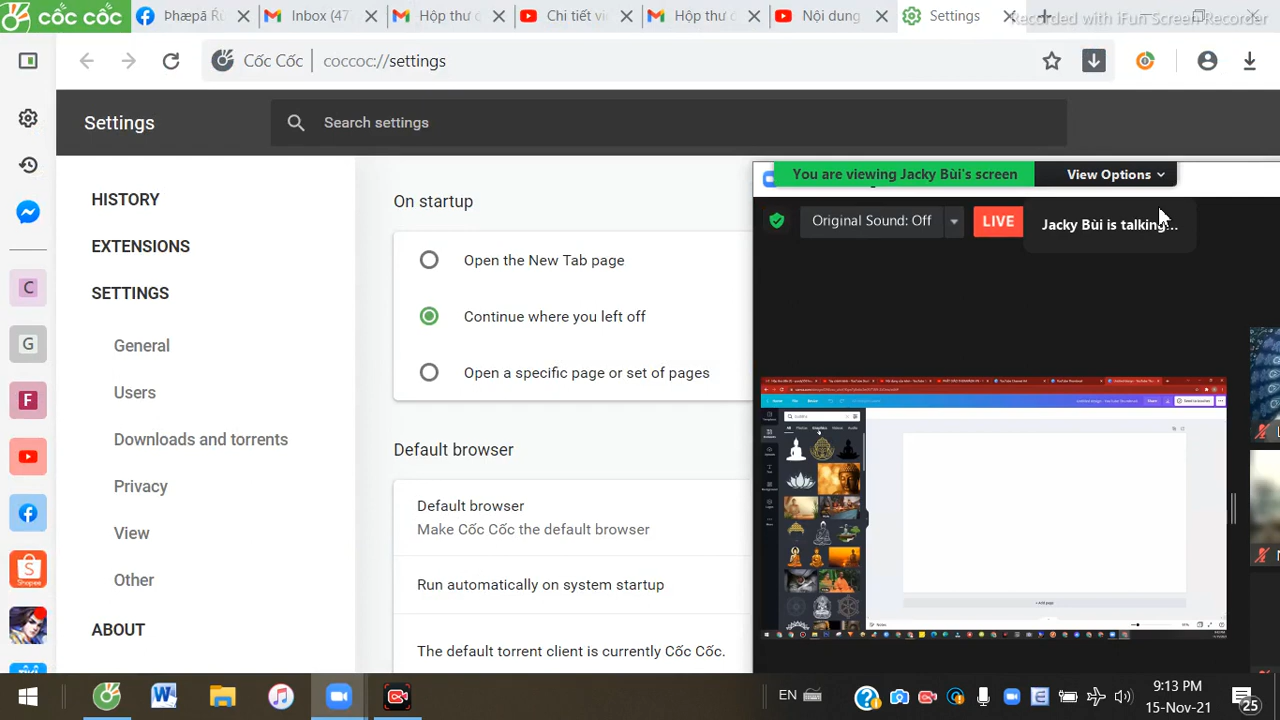 cốc cốc
Inbox (47
Hộp thư
Chi tiết vi
Hộp thư
Nội dung
Settings
Recorded with iFun Screen Recorder
Cốc Cốc
coccoc://settings
Settings
Search settings
HISTORY
EXTENSIONS
SETTINGS
General
Users
Downloads and torrents
Privacy
View
Other
ABOUT
C
G
F
Shopee
On startup
Open the New Tab page
Continue where you left off
Open a specific page or set of pages
Default browser
Default browser
Make Cốc Cốc the default browser
Run automatically on system startup
The default torrent client is currently Cốc Cốc.
You are viewing Jacky Bùi's screen
View Options
Original Sound: Off
LIVE
Jacky Bùi is talking...
+ Add page
EN
9:13 PM
15-Nov-21
25